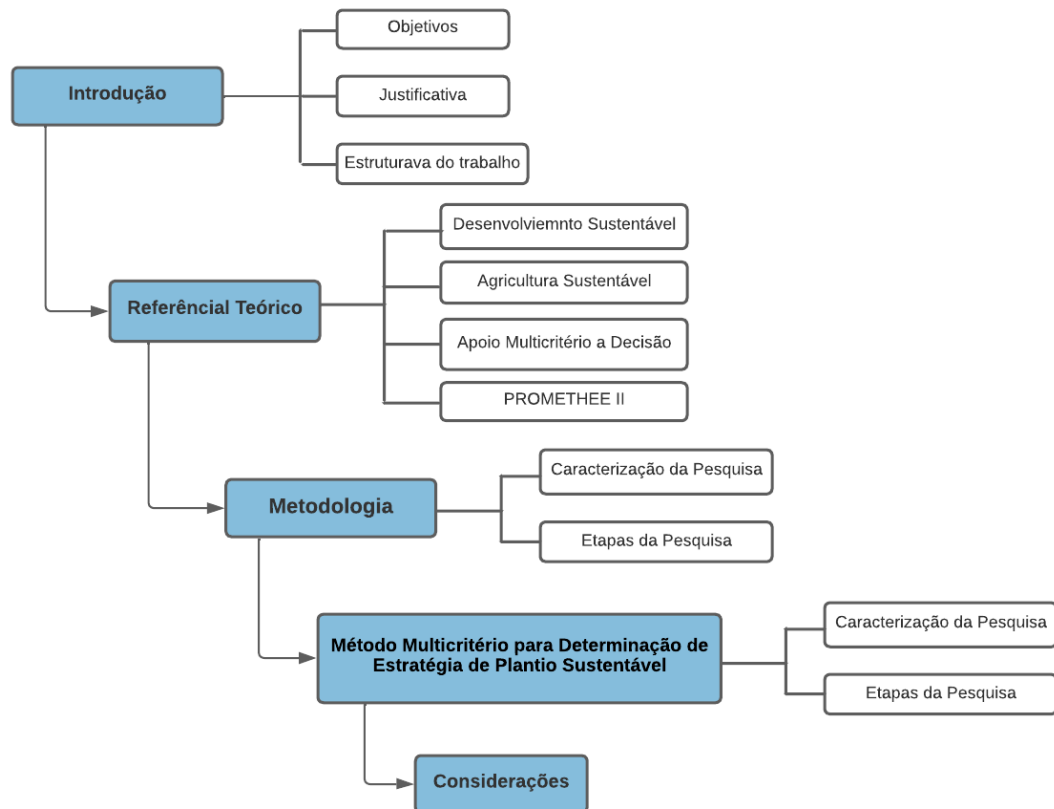 Objetivos
Introdução
Justificativa
Estruturava do trabalho
Desenvolviemnto Sustentável
Agricultura Sustentável
Referêncial Teórico
Apoio Multicritério a Decisão
PROMETHEE II
Caracterização da Pesquisa
Metodologia
Etapas da Pesquisa
Método Multicritério para Determinação de
Estratégia de Plantio Sustentável
Caracterização da Pesquisa
Etapas da Pesquisa
Considerações